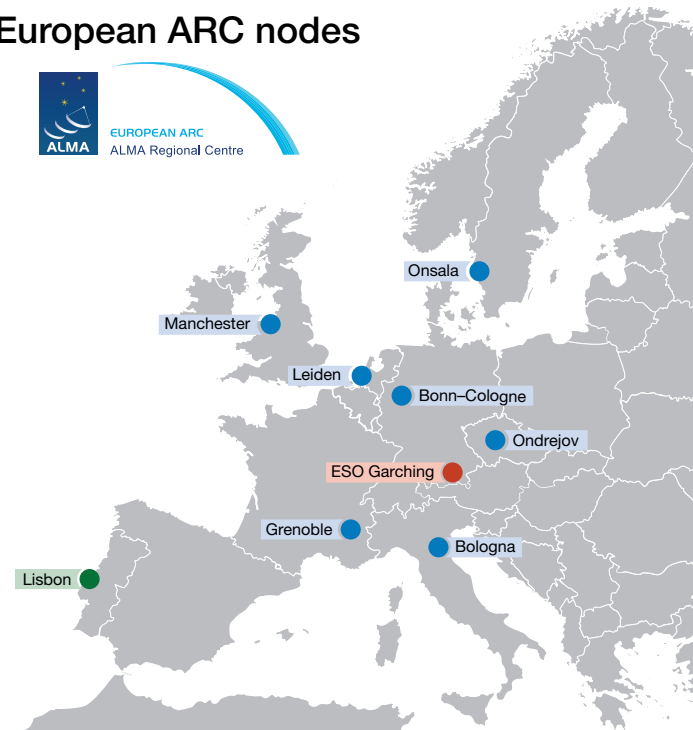 European ARC nodes
ALMA
EUROPEAN ARC
ALMA Regional Centre
Onsala
Manchester
Leiden
Bonn–Cologne
Ondrejov
ESO Garching
Grenoble
Bologna
Lisbon